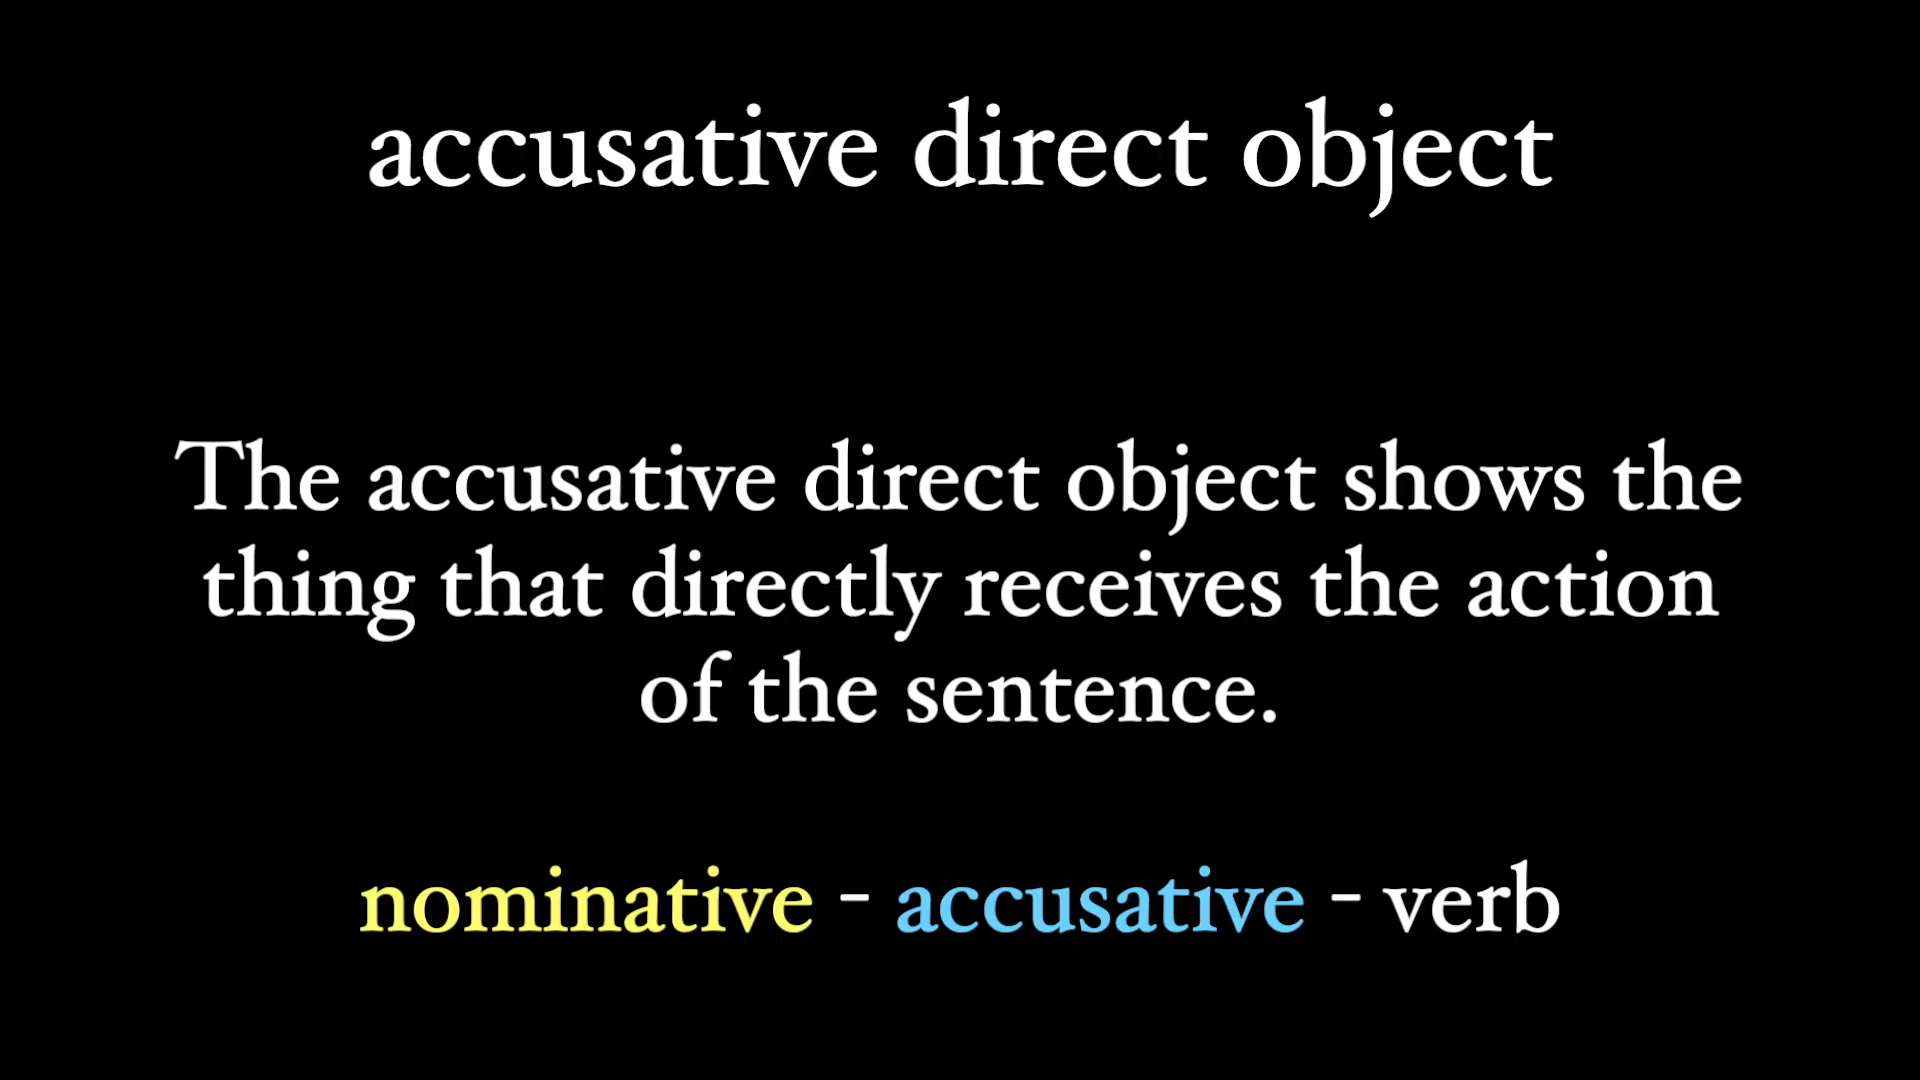 accusative direct object
The accusative direct object shows the
thing that directly receives the action
of the sentence.
nominative - accusative - verb